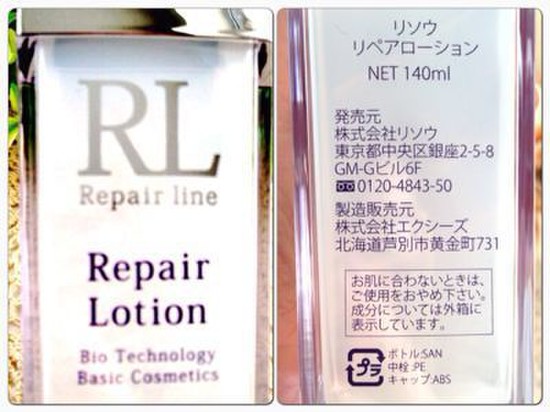 RL
Repair line
Repair
Lotion
Bio Technology
Basic Cosmetics
リソウ
リペアローション
NET 140ml
発売元
株式会社リソウ
東京都中央区銀座2-5-8
GM-Gビル6F
0120-4843-50
製造販売元
株式会社エクシーズ
北海道芦別市黄金町731
お肌に合わないときは、
ご使用をおやめ下さい。
成分については外箱に
表示しています。
プラ
ボトル:SAN
中栓:PE
キャップ:ABS